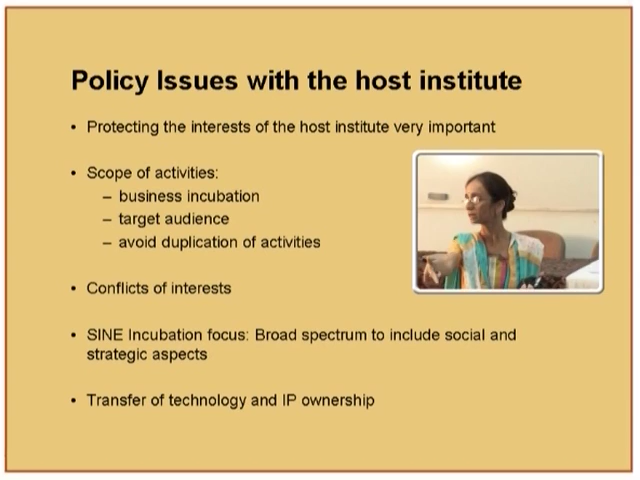 Policy Issues with the host institute
• Protecting the interests of the host institute very important
• Scope of activities:
– business incubation
– target audience
– avoid duplication of activities
• Conflicts of interests
• SINE Incubation focus: Broad spectrum to include social and
strategic aspects
• Transfer of technology and IP ownership